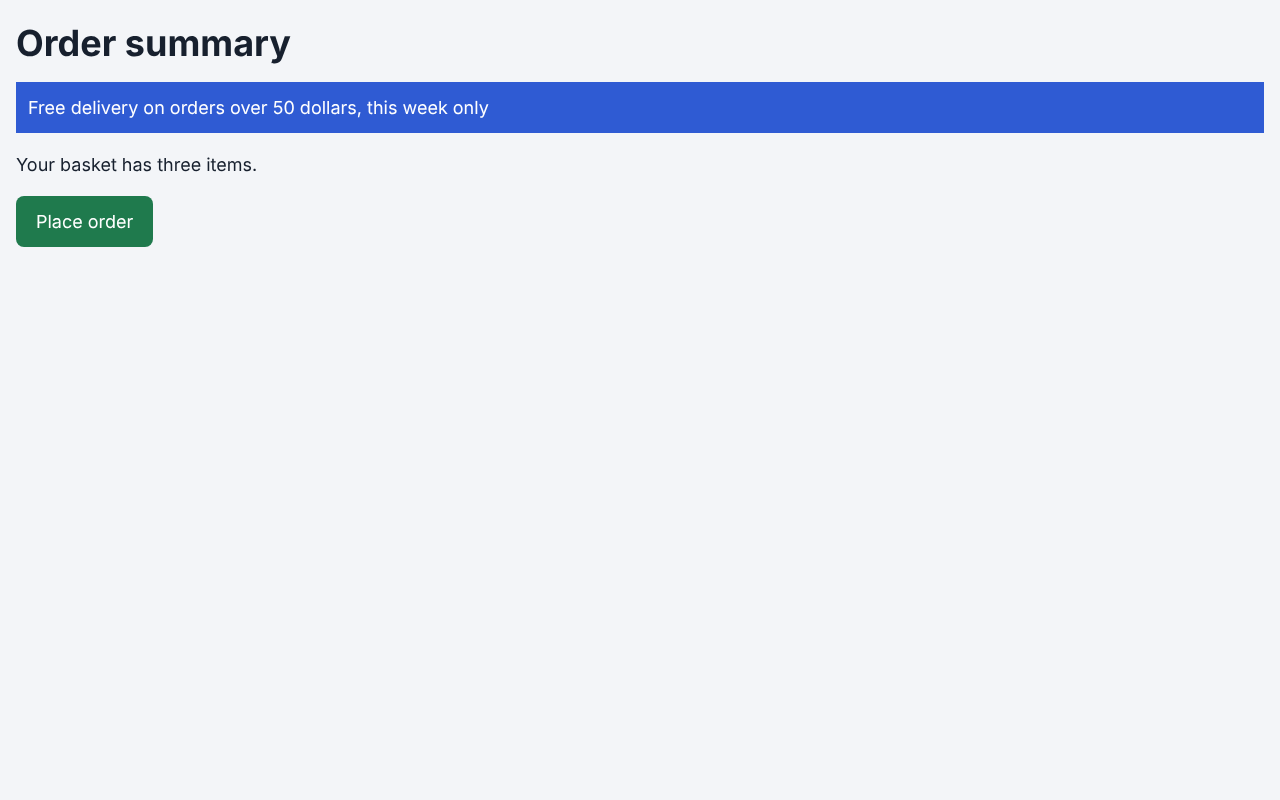 Order summary
Free delivery on orders over 50 dollars, this week only
Your basket has three items.
Place order